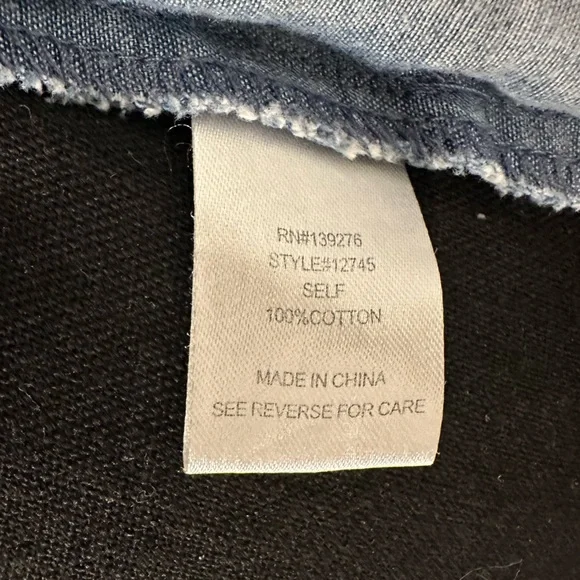 RN#139276
STYLE#12745
SELF
100%COTTON
MADE IN CHINA
SEE REVERSE FOR CARE